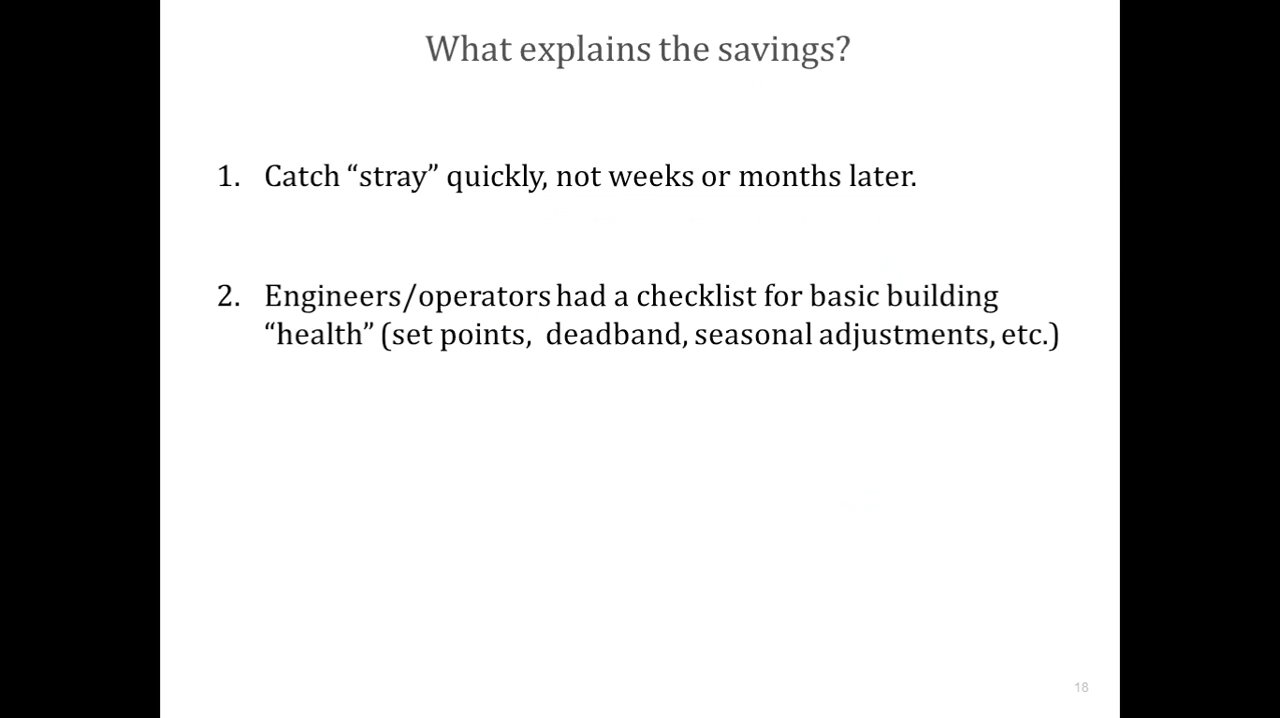 What explains the savings?
1. Catch “stray” quickly, not weeks or months later.
2. Engineers/operators had a checklist for basic building
“health” (set points,  deadband, seasonal adjustments, etc.)
18